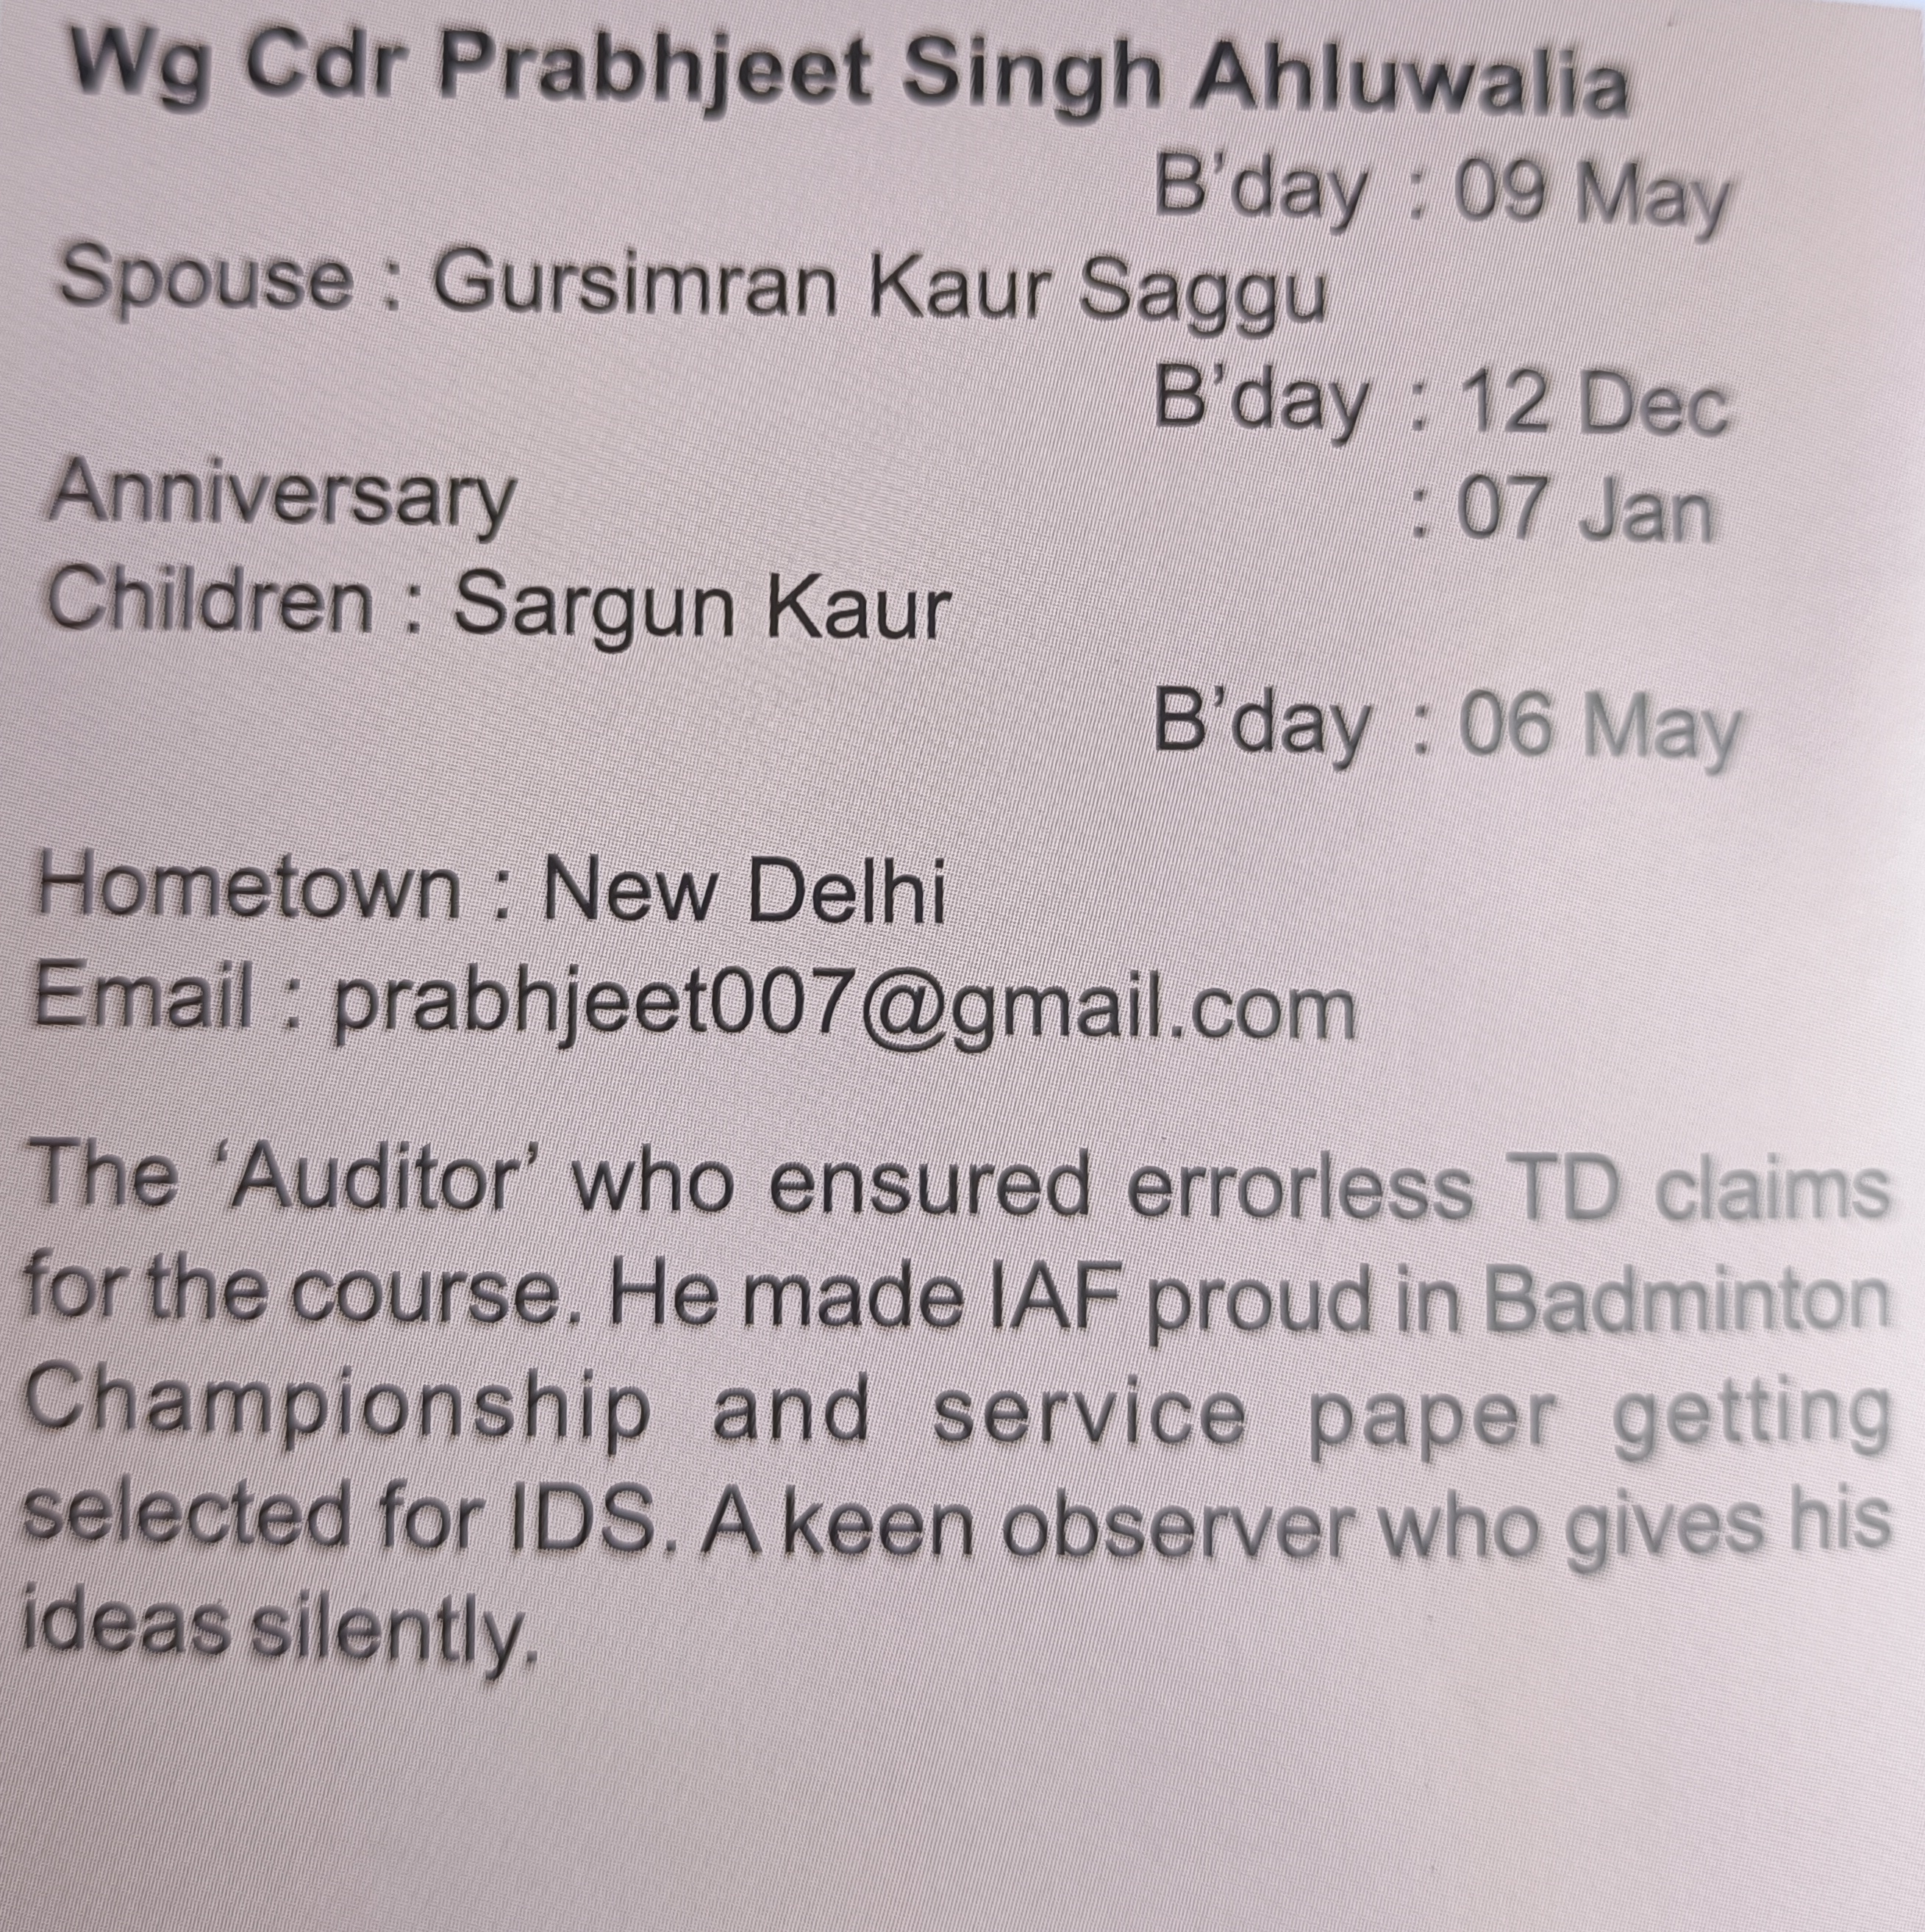 Wg Cdr Prabhjeet Singh Ahluwalia
B’day : 09 May
Spouse : Gursimran Kaur Saggu
B’day : 12 Dec
Anniversary : 07 Jan
Children : Sargun Kaur
B’day : 06 May
Hometown : New Delhi
Email : prabhjeet007@gmail.com
The ‘Auditor’ who ensured errorless TD claims
for the course. He made IAF proud in Badminton
Championship and service paper getting
selected for IDS. A keen observer who gives his
ideas silently.